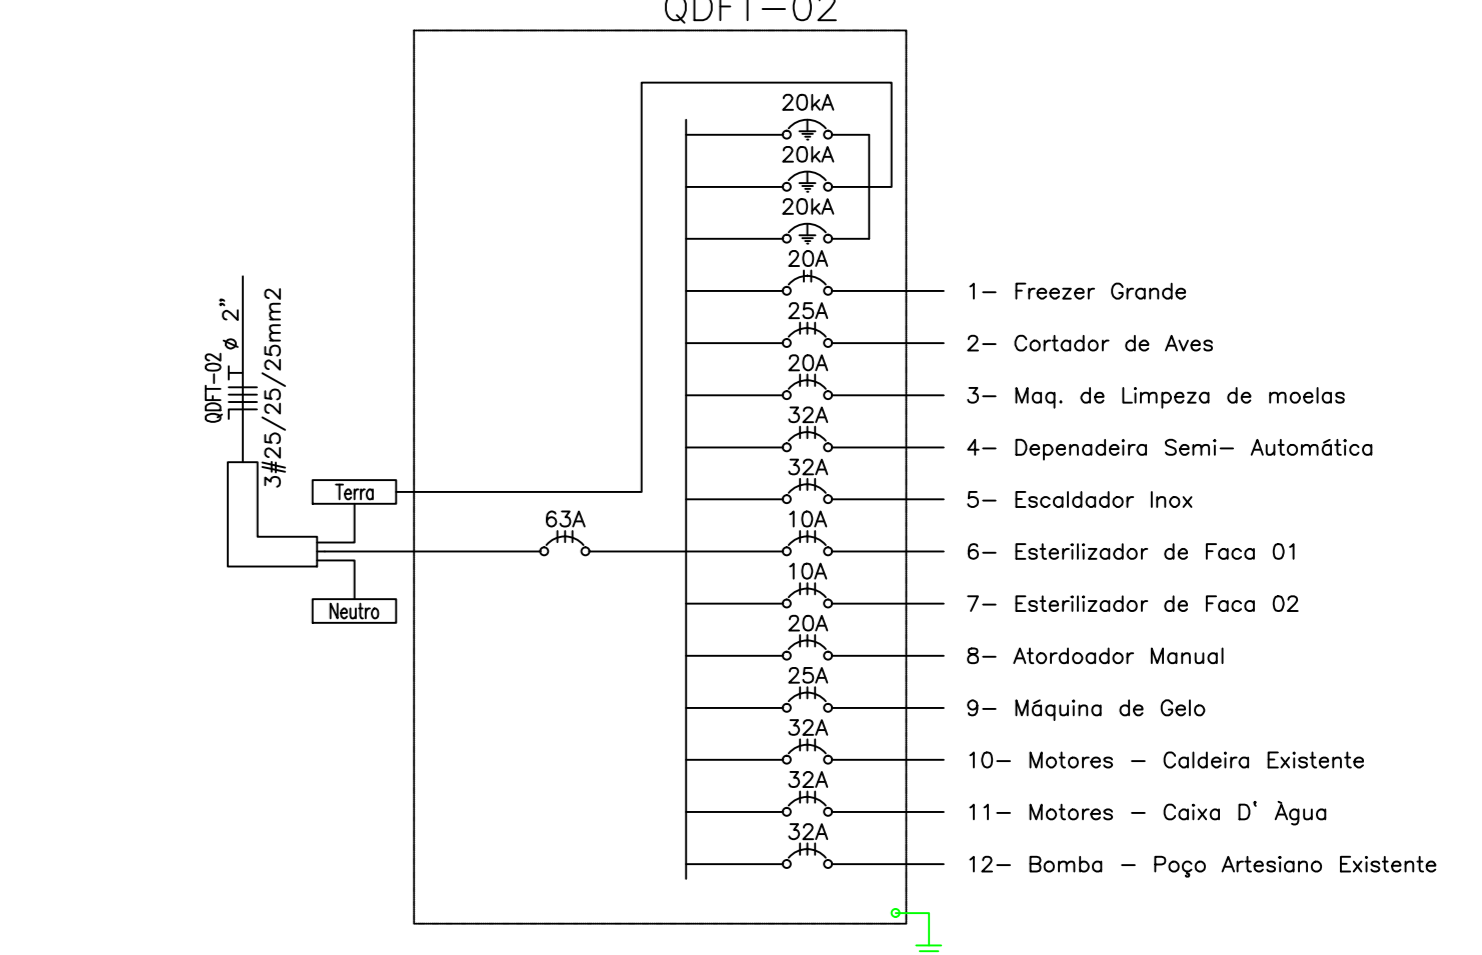 QDFT-02
20kA
20kA
20kA
20A
1- Freezer Grande
25A
2- Cortador de Aves
20A
3- Maq. de Limpeza de moelas
32A
4- Depenadeira Semi- Automática
32A
5- Escaldador Inox
10A
6- Esterilizador de Faca 01
10A
7- Esterilizador de Faca 02
20A
8- Atordoador Manual
25A
9- Máquina de Gelo
32A
10- Motores - Caldeira Existente
32A
11- Motores - Caixa D' Àgua
32A
12- Bomba - Poço Artesiano Existente
63A
Terra
Neutro
QDFT-02
ø 2"
3#25/25/25mm2